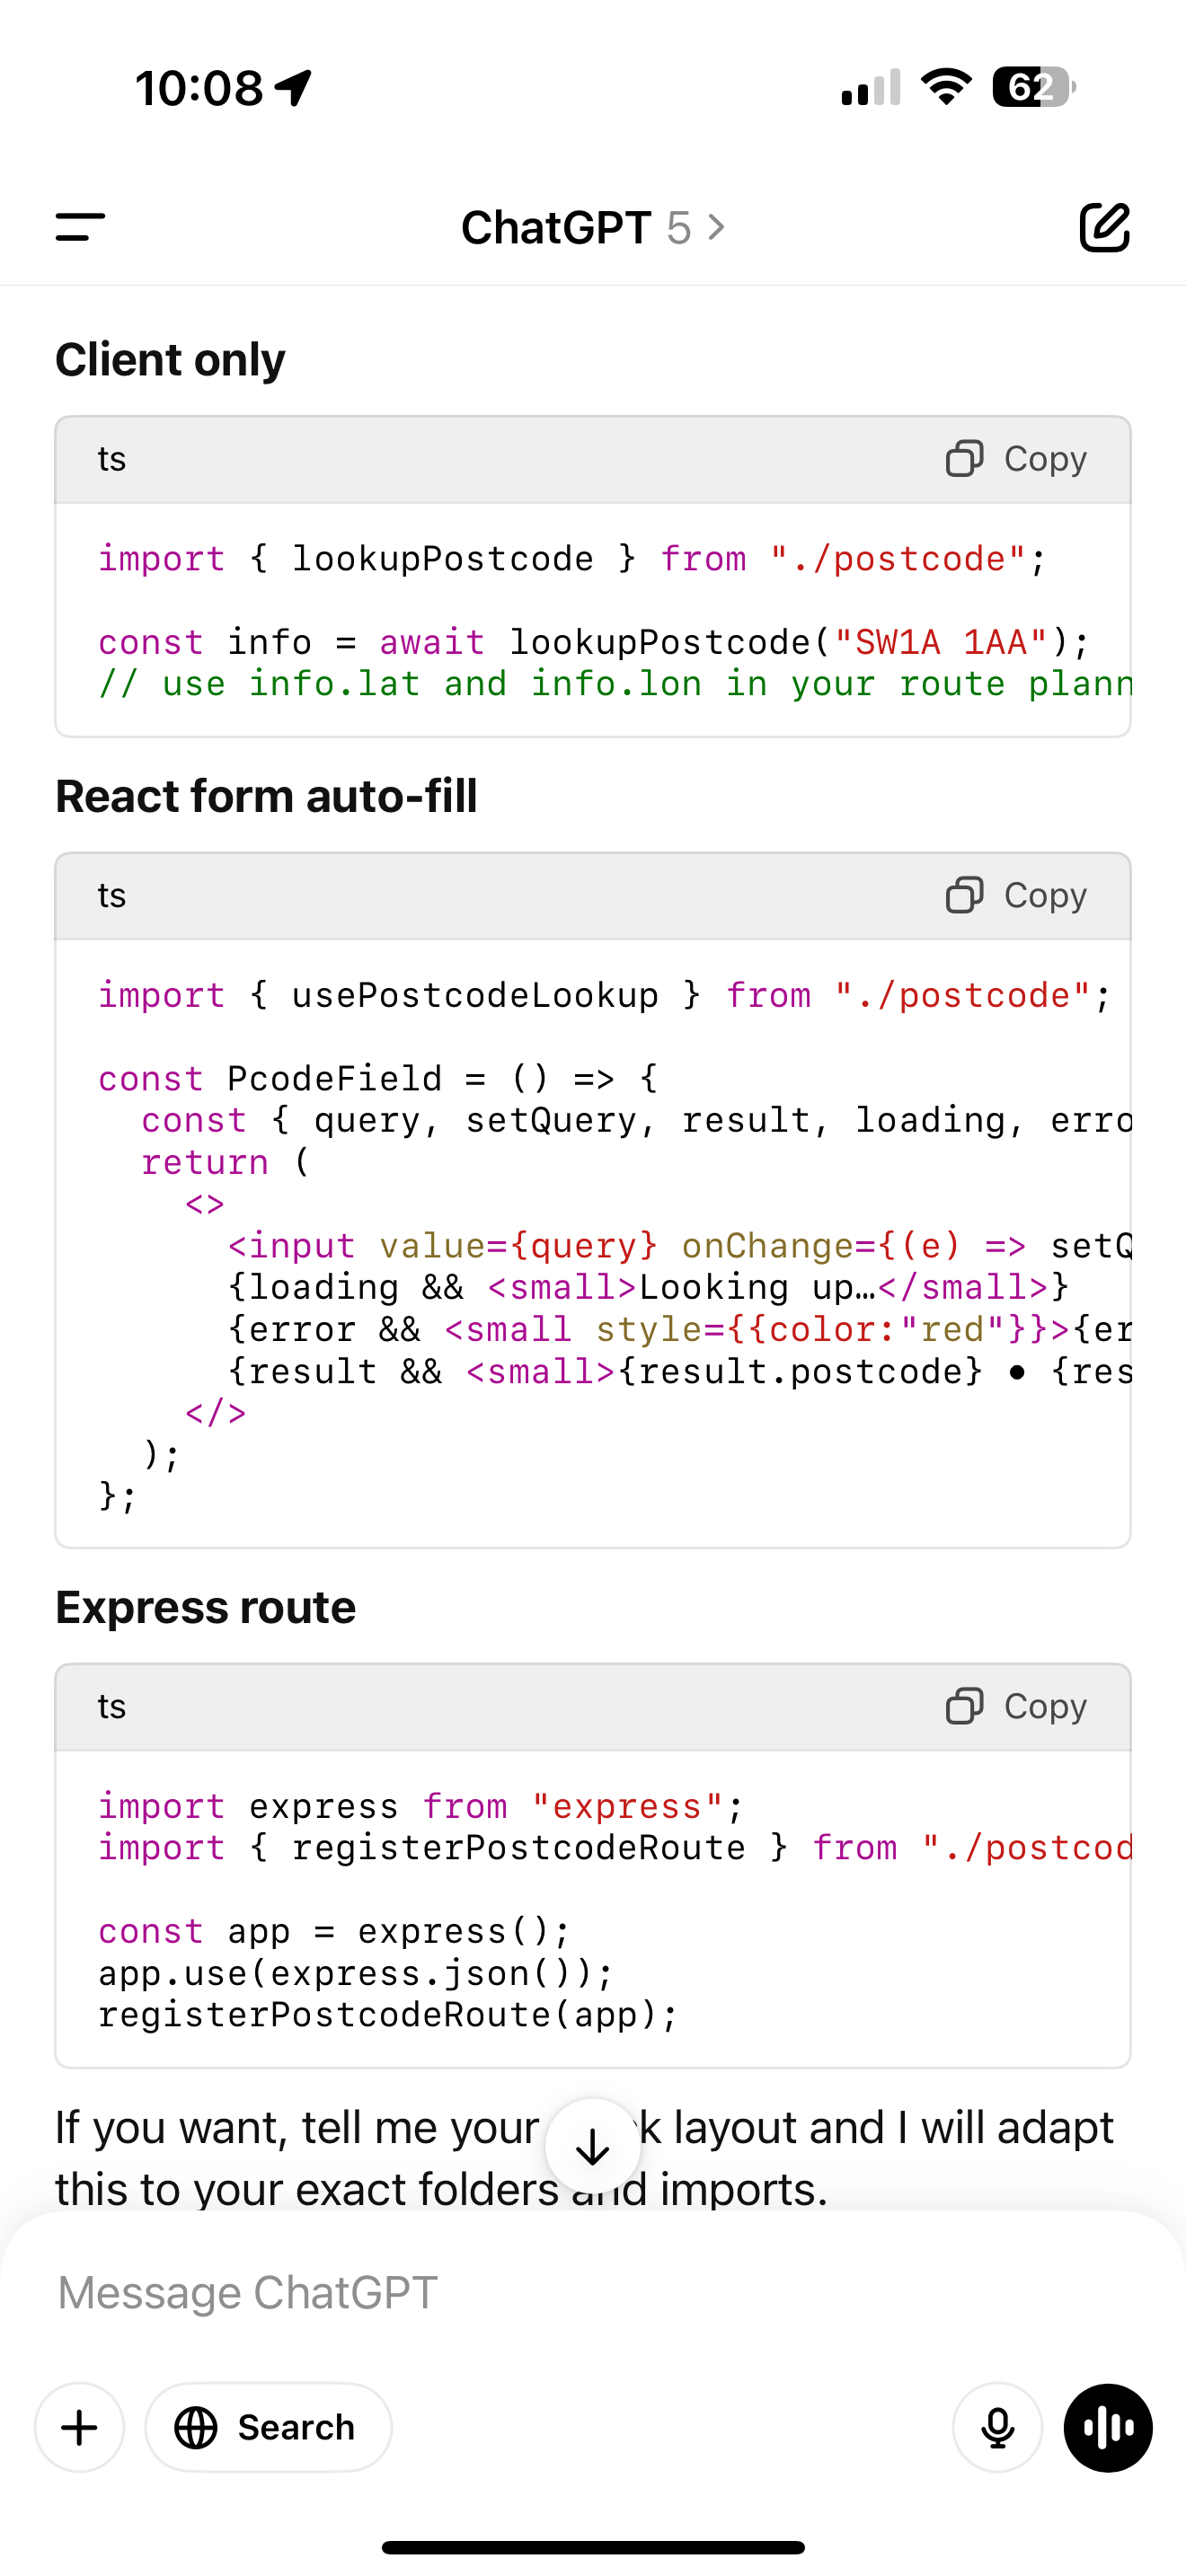 10:08
62
ChatGPT 5 >
Client only
ts Copy
import { lookupPostcode } from "./postcode";
const info = await lookupPostcode("SW1A 1AA");
// use info.lat and info.lon in your route plann
React form auto-fill
ts Copy
import { usePostcodeLookup } from "./postcode";
const PcodeField = () => {
  const { query, setQuery, result, loading, erro
  return (
    <>
      <input value={query} onChange={(e) => setQ
      {loading && <small>Looking up…</small>}
      {error && <small style={{color:"red"}}>{er
      {result && <small>{result.postcode} • {res
    </>
  );
};
Express route
ts Copy
import express from "express";
import { registerPostcodeRoute } from "./postcod
const app = express();
app.use(express.json());
registerPostcodeRoute(app);
If you want, tell me your k layout and I will adapt
this to your exact folders and imports.
Message ChatGPT
Search